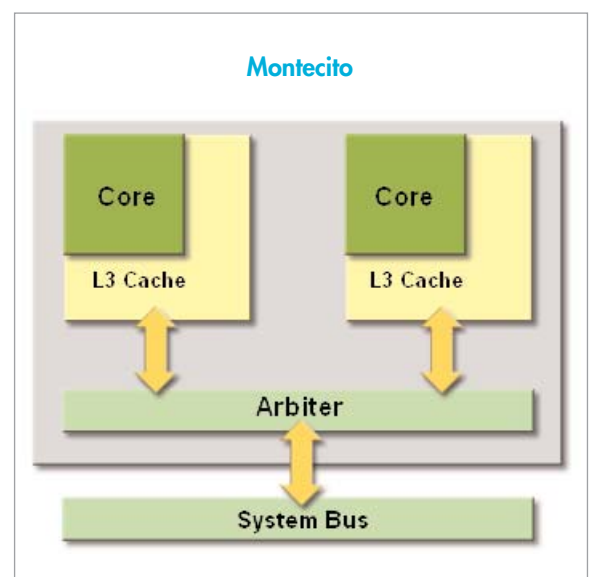 Montecito
Core
Core
L3 Cache
L3 Cache
Arbiter
System Bus